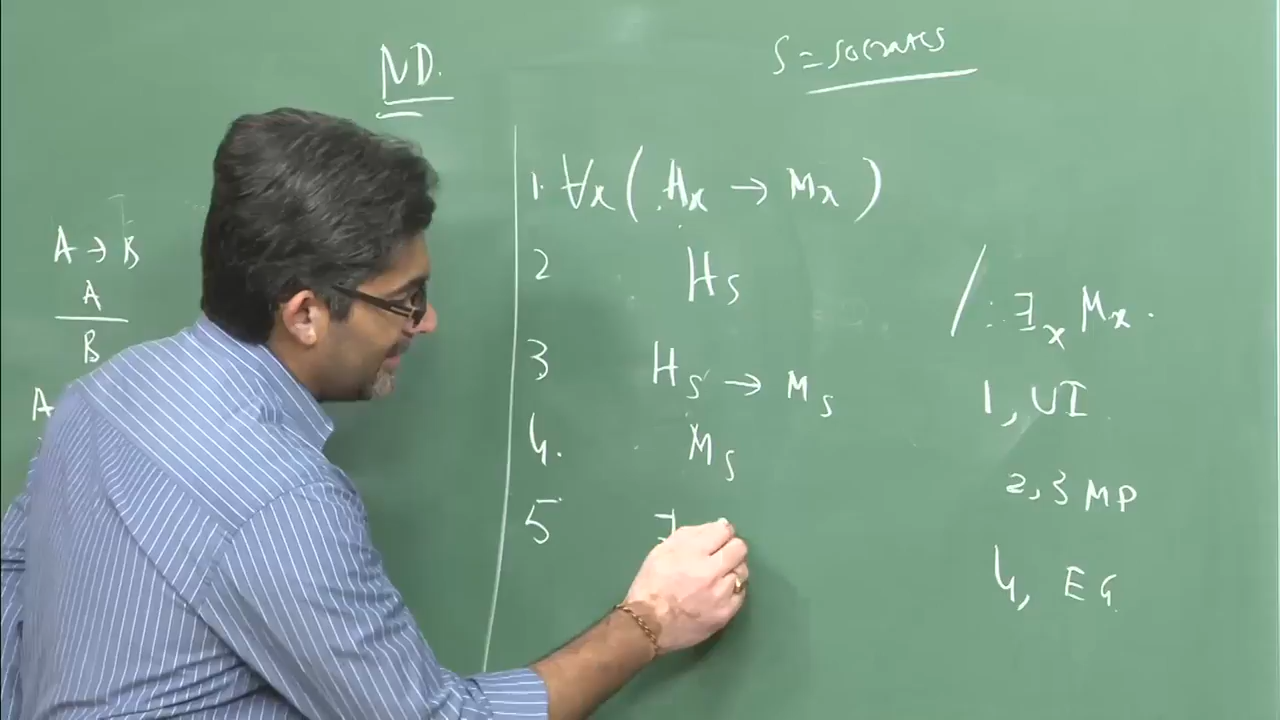 ND.
S = Socrates
A → B
A
B
A
1. ∀x ( Hx → Mx )
2 Hs
/ ∴ ∃x Mx.
3 Hs → Ms 1, UI
4. Ms 2,3 MP
5 ∃ 4, EG